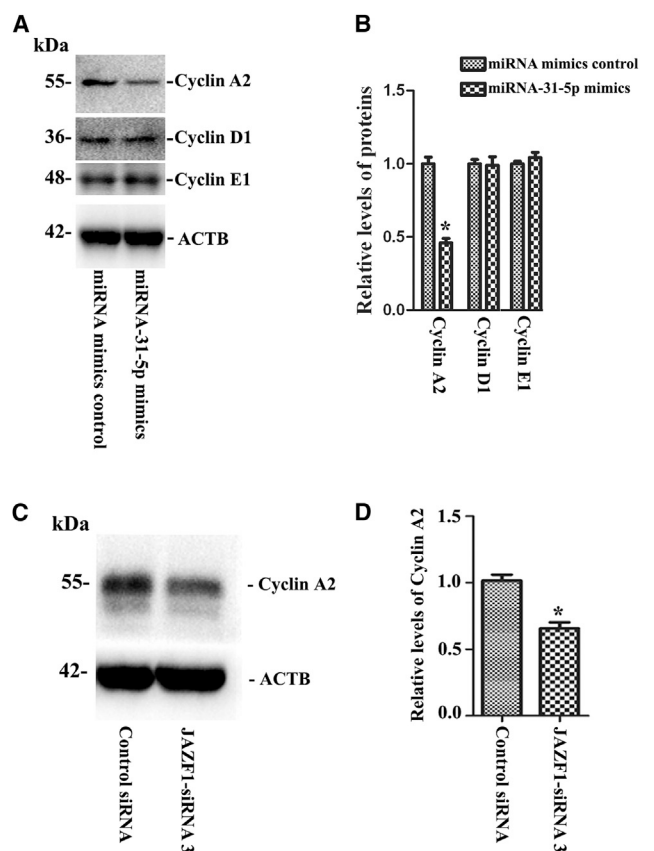 A
kDa
55-
-Cyclin A2
36-
-Cyclin D1
48-
-Cyclin E1
42-
- ACTB
miRNA mimics control
miRNA-31-5p mimics
B
miRNA mimics control
miRNA-31-5p mimics
Relative levels of proteins
1.5
1.0
0.5
0.0
*
Cyclin A2
Cyclin D1
Cyclin E1
C
kDa
55-
- Cyclin A2
42-
- ACTB
Control siRNA
JAZF1-siRNA 3
D
Relative levels of Cyclin A2
1.5
1.0
0.5
0.0
*
Control siRNA
JAZF1-siRNA 3